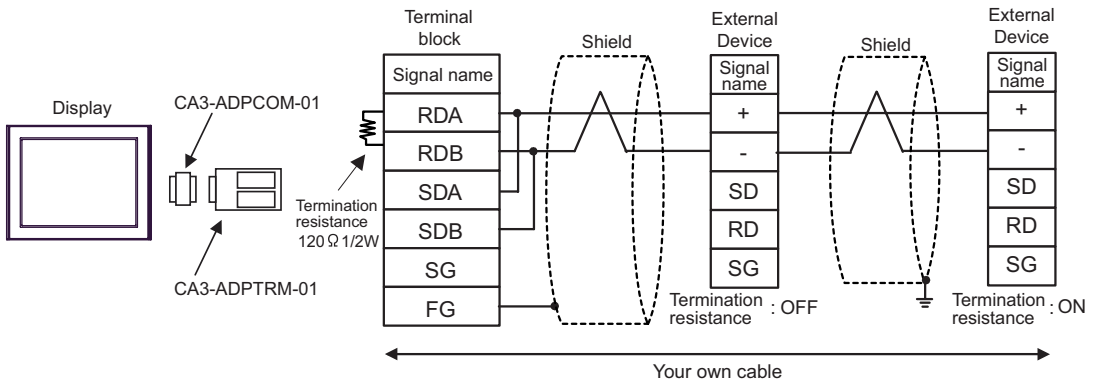 Display
CA3-ADPCOM-01
CA3-ADPTRM-01
Termination
resistance
120Ω 1/2W
Terminal
block
Signal name
RDA
RDB
SDA
SDB
SG
FG
Shield
External
Device
Signal
name
+
-
SD
RD
SG
Termination
resistance : OFF
Shield
External
Device
Signal
name
+
-
SD
RD
SG
Termination
resistance : ON
Your own cable